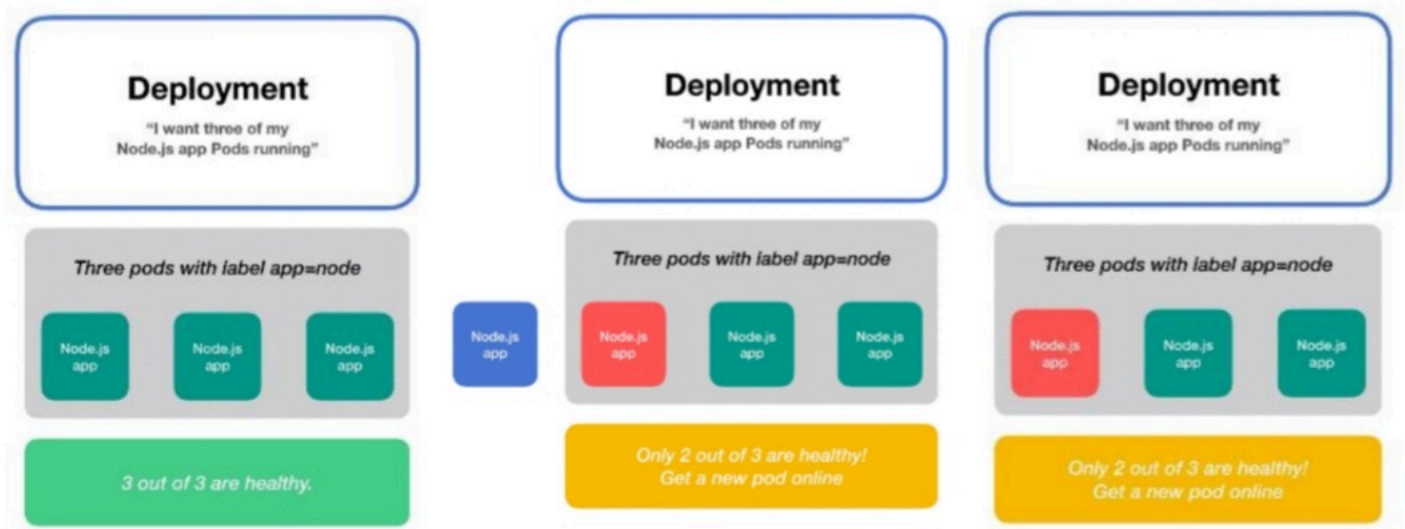 Deployment
“I want three of my
Node.js app Pods running”
Three pods with label app=node
Node.js
app
Node.js
app
Node.js
app
3 out of 3 are healthy.
Node.js
app
Deployment
“I want three of my
Node.js app Pods running”
Three pods with label app=node
Node.js
app
Node.js
app
Node.js
app
Only 2 out of 3 are healthy!
Get a new pod online
Deployment
“I want three of my
Node.js app Pods running”
Three pods with label app=node
Node.js
app
Node.js
app
Node.js
app
Only 2 out of 3 are healthy!
Get a new pod online